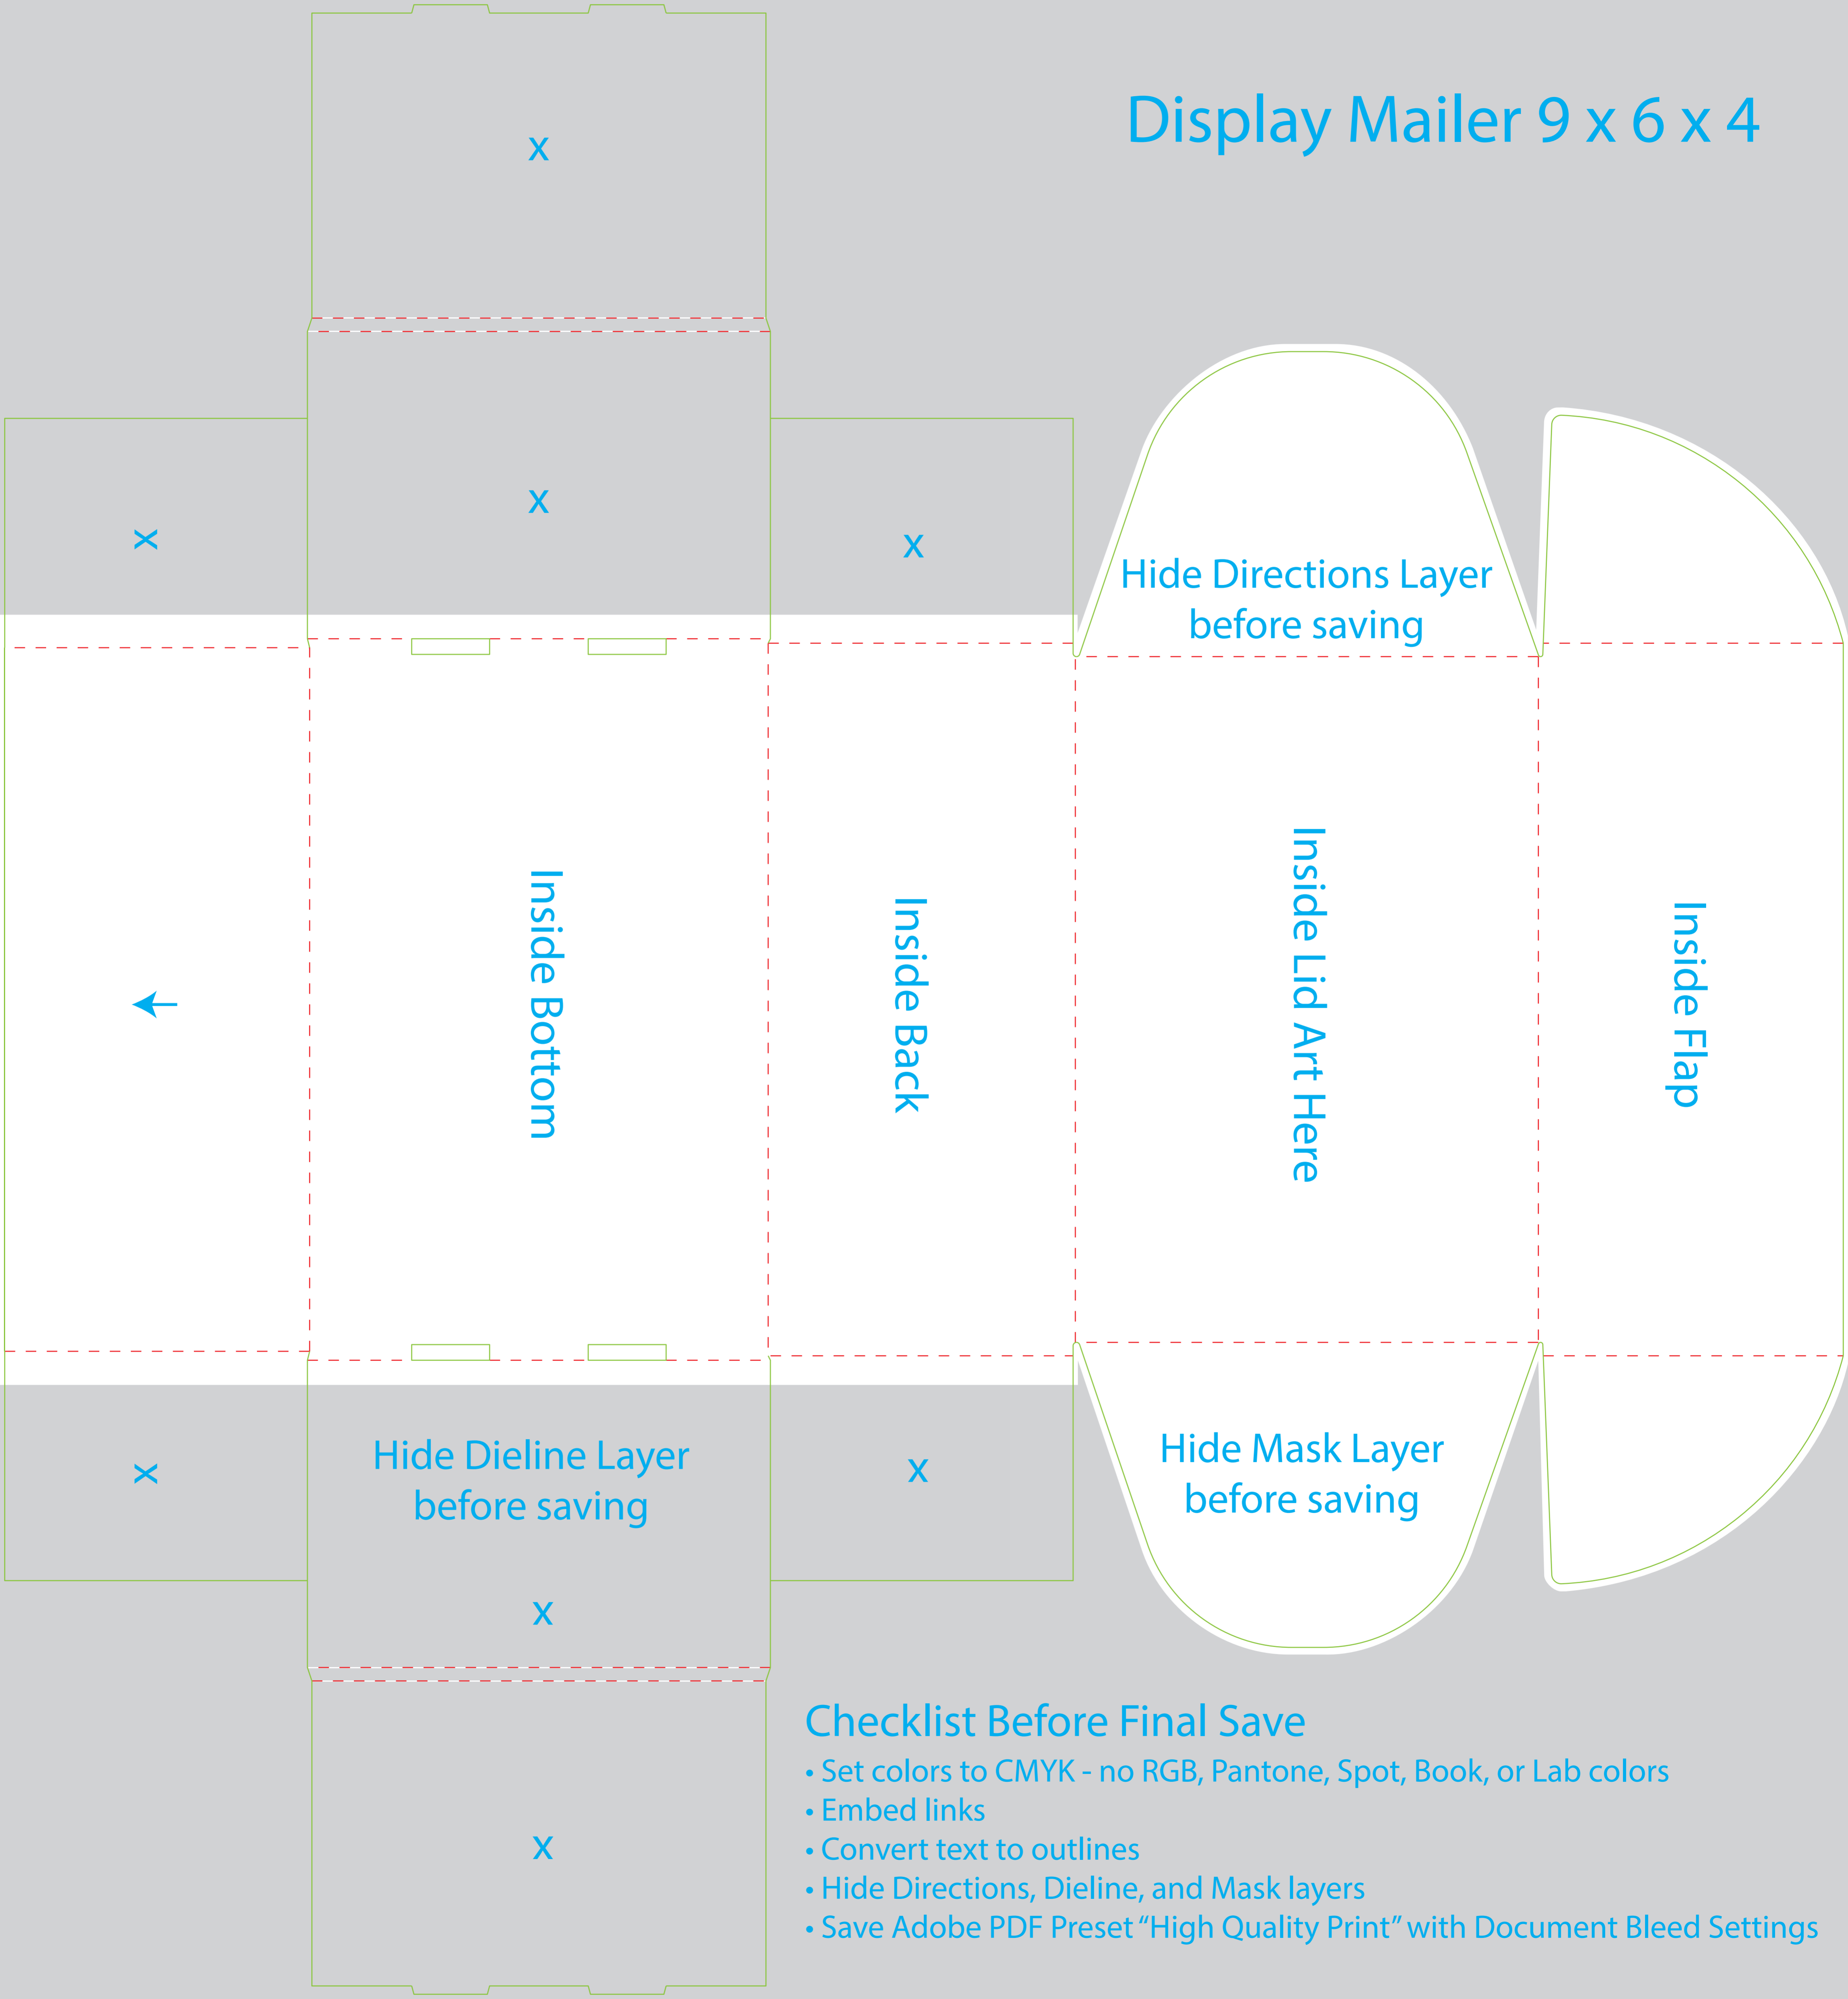 Display Mailer 9 x 6 x 4
x
x
x
x
Hide Directions Layer
before saving
Inside Bottom
Inside Back
Inside Lid Art Here
Inside Flap
x
Hide Dieline Layer
before saving
x
x
Hide Mask Layer
before saving
x
Checklist Before Final Save
• Set colors to CMYK - no RGB, Pantone, Spot, Book, or Lab colors
• Embed links
• Convert text to outlines
• Hide Directions, Dieline, and Mask layers
• Save Adobe PDF Preset “High Quality Print” with Document Bleed Settings